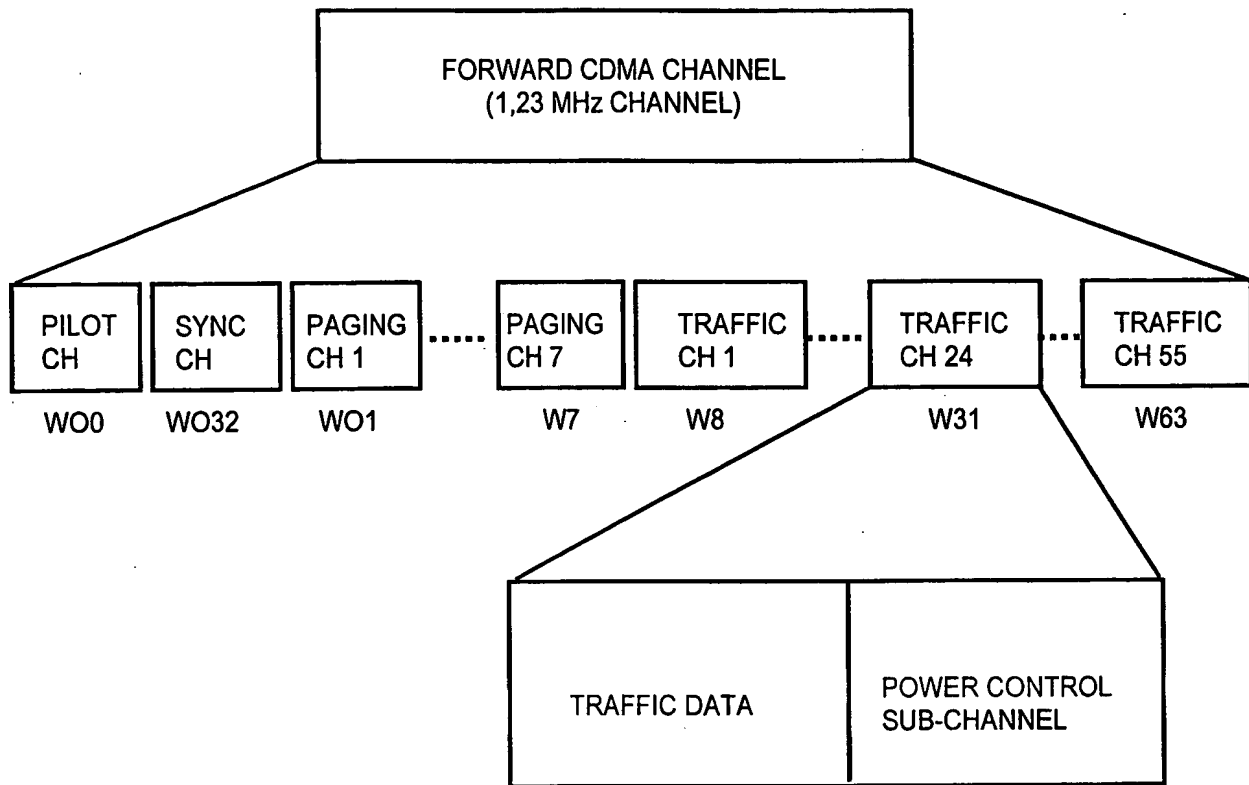 FORWARD CDMA CHANNEL
(1,23 MHz CHANNEL)
PILOT
CH
SYNC
CH
PAGING
CH 1
PAGING
CH 7
TRAFFIC
CH 1
TRAFFIC
CH 24
TRAFFIC
CH 55
WO0
WO32
WO1
W7
W8
W31
W63
TRAFFIC DATA
POWER CONTROL
SUB-CHANNEL